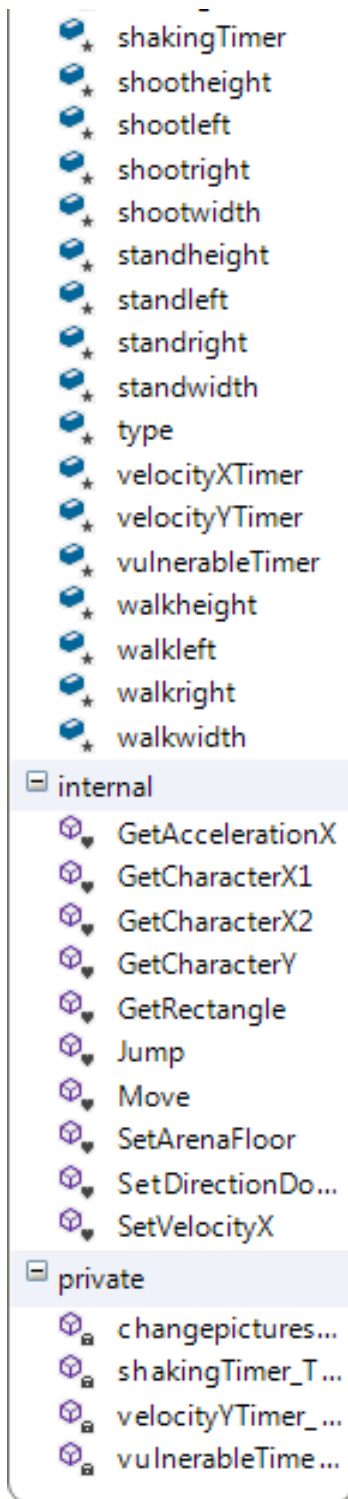 shakingTimer
shootheight
shootleft
shootright
shootwidth
standheight
standleft
standright
standwidth
type
velocityXTimer
velocityYTimer
vulnerableTimer
walkheight
walkleft
walkright
walkwidth
internal
GetAccelerationX
GetCharacterX1
GetCharacterX2
GetCharacterY
GetRectangle
Jump
Move
SetArenaFloor
SetDirectionDo...
SetVelocityX
private
changepictures...
shakingTimer_T...
velocityYTimer_...
vulnerableTime...